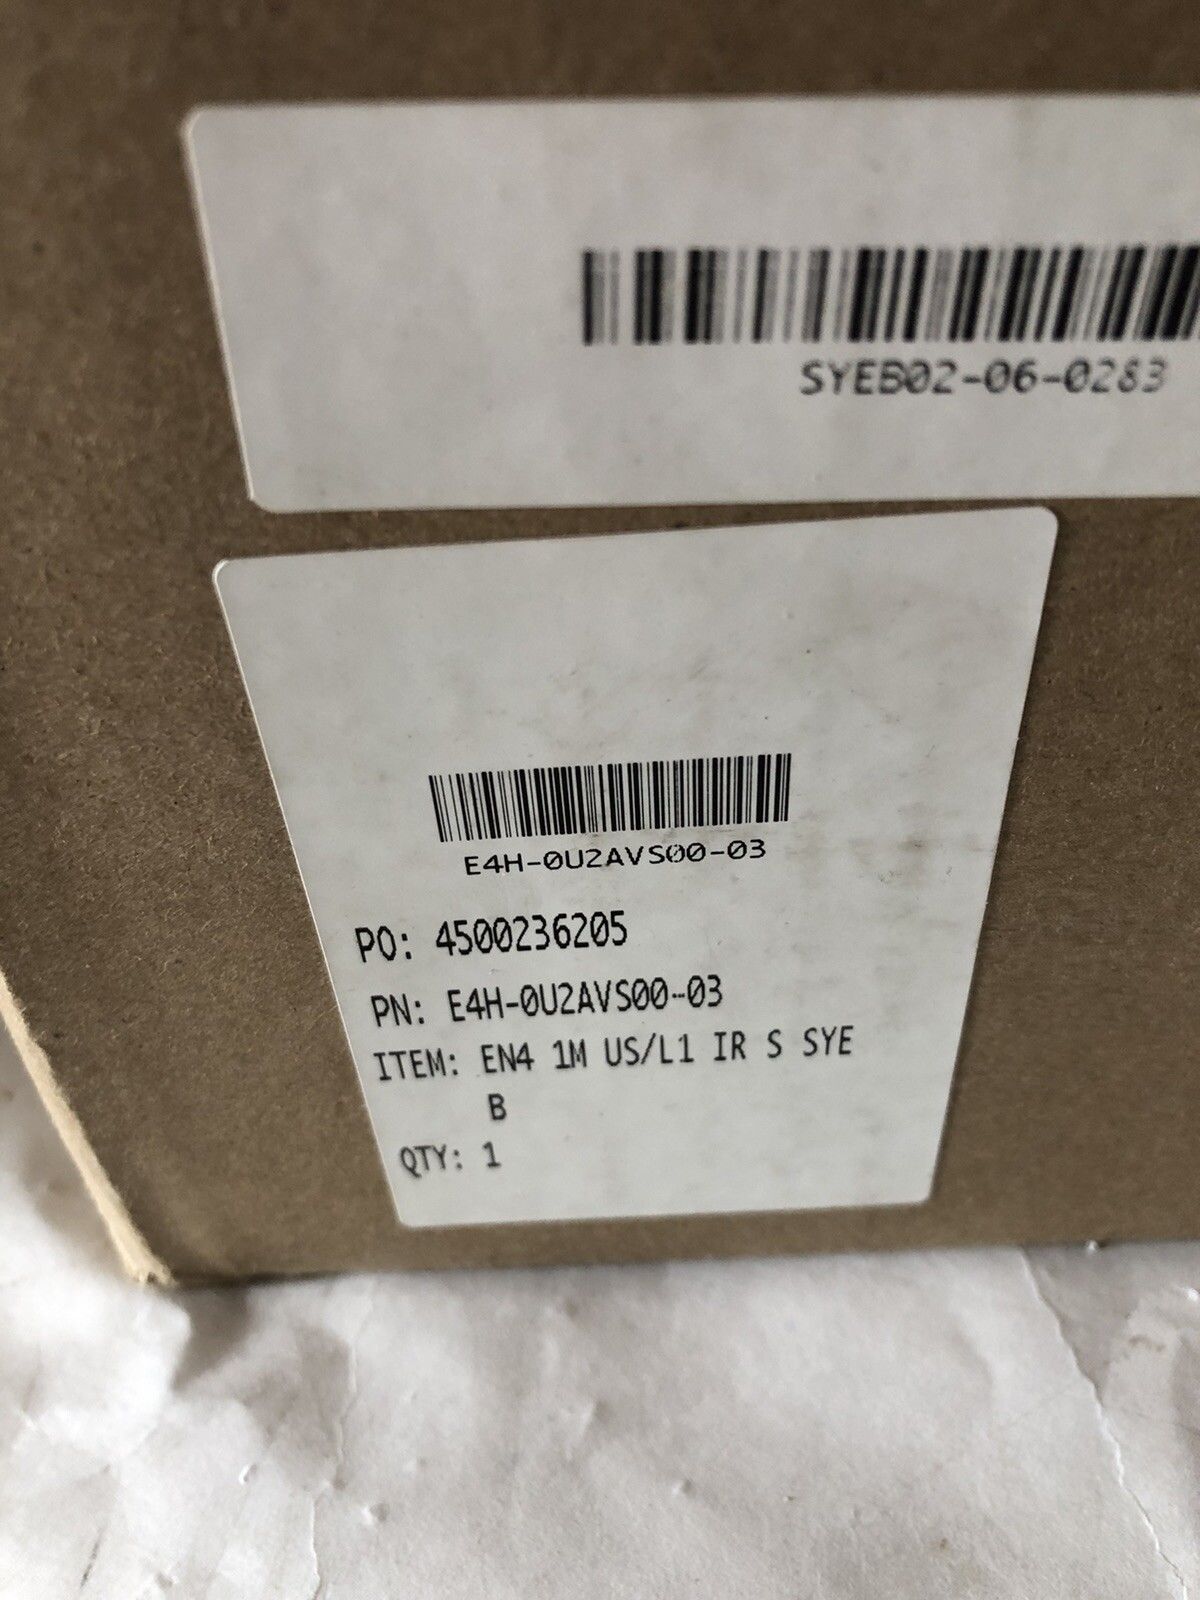 SYEB02-06-0283
E4H-0U2AVS00-03
PO: 4500236205
PN: E4H-0U2AVS00-03
ITEM: EN4 1M US/L1 IR S SYE
B
QTY: 1